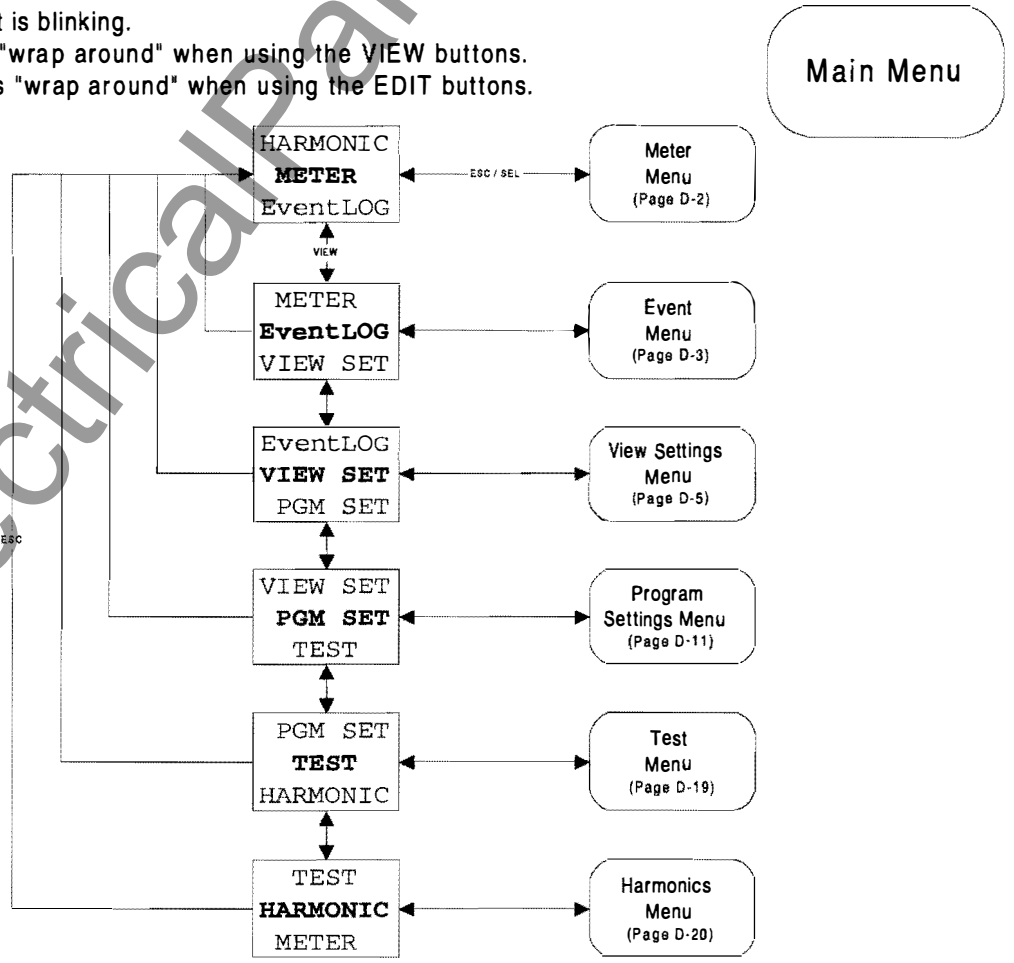 t is blinking.
"wrap around" when using the VIEW buttons.
s "wrap around" when using the EDIT buttons.
Main Menu
HARMONIC
METER
EventLOG
ESC / SEL
Meter
Menu
(Page D-2)
VIEW
METER
EventLOG
VIEW SET
Event
Menu
(Page D-3)
EventLOG
VIEW SET
PGM SET
View Settings
Menu
(Page D-5)
ESC
VIEW SET
PGM SET
TEST
Program
Settings Menu
(Page D-11)
PGM SET
TEST
HARMONIC
Test
Menu
(Page D-19)
TEST
HARMONIC
METER
Harmonics
Menu
(Page D-20)
ctricalPar